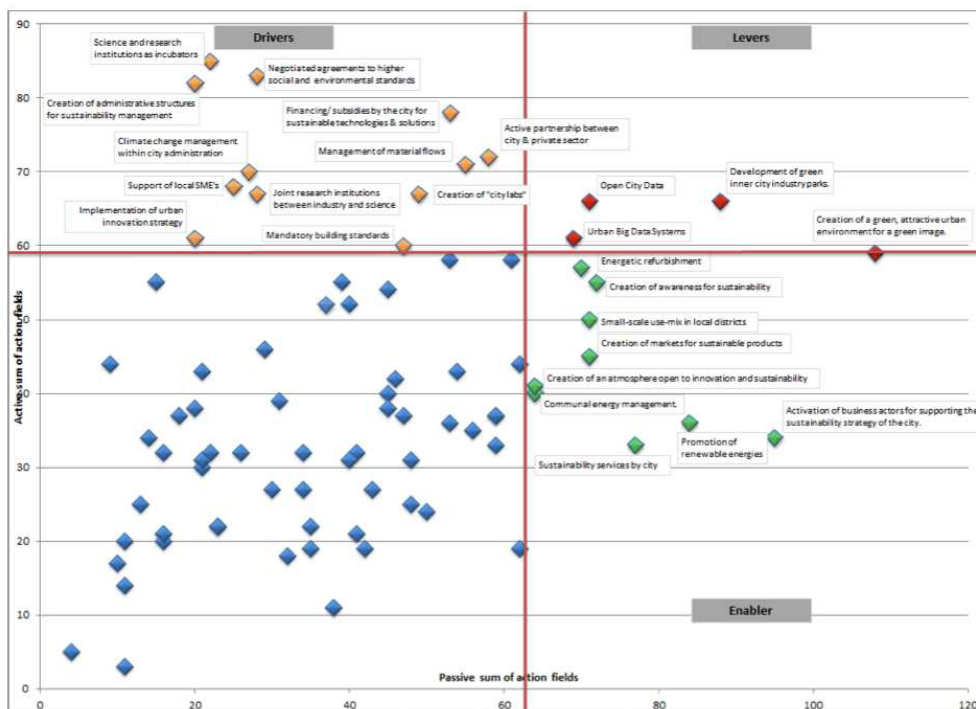 90
Drivers
Levers
Science and research
institutions as incubators
Negotiated agreements to higher
social and environmental standards
80
Creation of administrative structures
for sustainability management
Financing/ subsidies by the city for
sustainable technologies & solutions
Active partnership between
city & private sector
Climate change management
within city administration
Management of material flows
70
Support of local SME's
Joint research institutions
between industry and science
Creation of "city labs"
Open City Data
Development of green
inner city industry parks.
Implementation of urban
innovation strategy
Mandatory building standards
Urban Big Data Systems
Creation of a green, attractive urban
environment for a green image.
60
Energetic refurbishment
Creation of awareness for sustainability
50
Small-scale use-mix in local districts
Creation of markets for sustainable products
Active sum of action fields
40
Creation of an atmosphere open to innovation and sustainability
Communal energy management.
Activation of business actors for supporting the
sustainability strategy of the city.
Promotion of
renewable energies
Sustainability services by city
30
20
10
Enabler
Passive sum of action fields
0
0
20
40
60
80
100
120